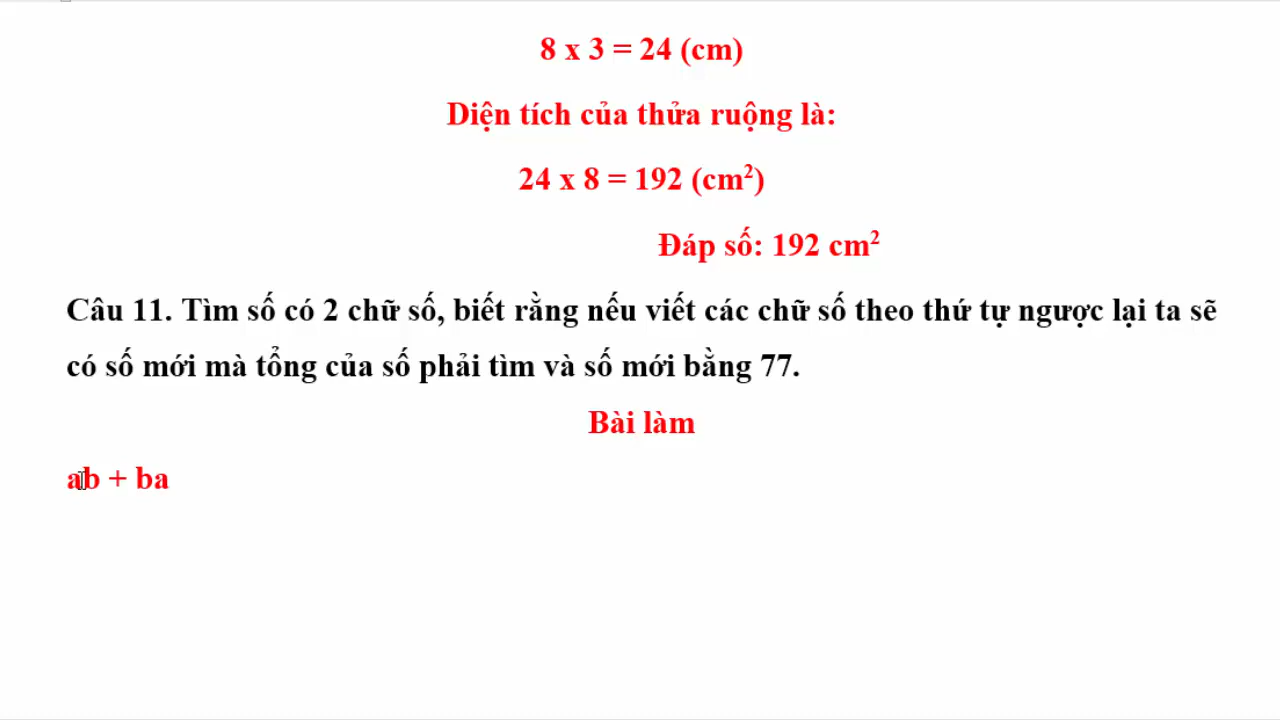 8 x 3 = 24 (cm)
Diện tích của thửa ruộng là:
24 x 8 = 192 (cm²)
Đáp số: 192 cm²
Câu 11. Tìm số có 2 chữ số, biết rằng nếu viết các chữ số theo thứ tự ngược lại ta sẽ
có số mới mà tổng của số phải tìm và số mới bằng 77.
Bài làm
ab + ba